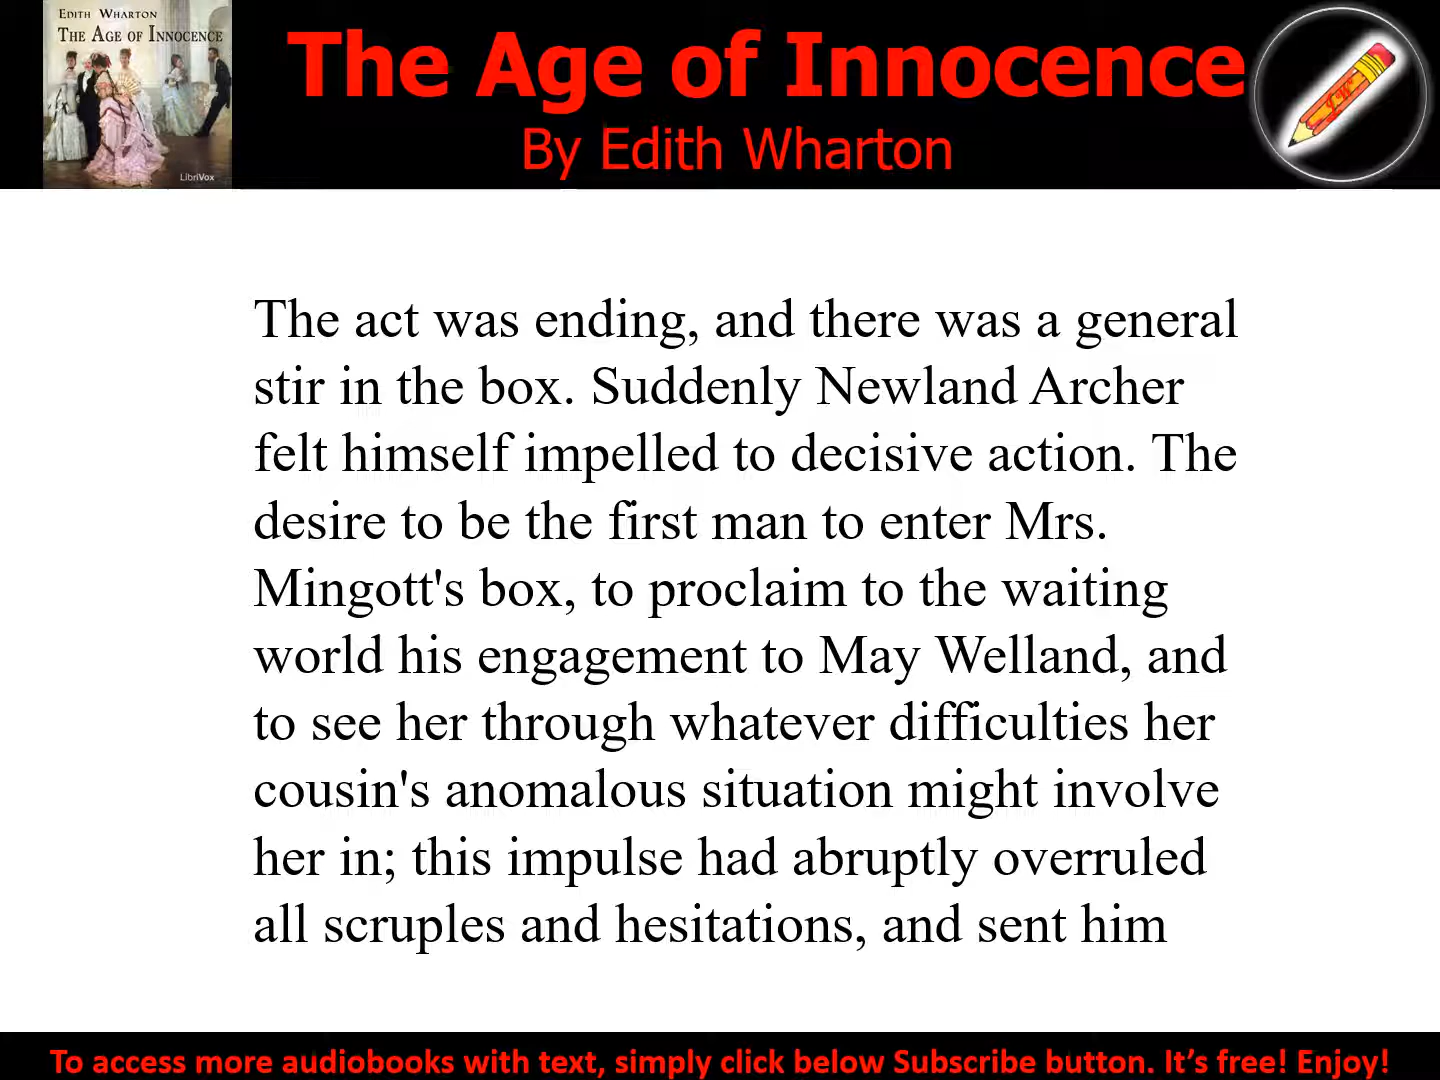 EDITH WHARTON
THE AGE OF INNOCENCE
LibriVox
The Age of Innocence
By Edith Wharton
The act was ending, and there was a general
stir in the box. Suddenly Newland Archer
felt himself impelled to decisive action. The
desire to be the first man to enter Mrs.
Mingott's box, to proclaim to the waiting
world his engagement to May Welland, and
to see her through whatever difficulties her
cousin's anomalous situation might involve
her in; this impulse had abruptly overruled
all scruples and hesitations, and sent him
To access more audiobooks with text, simply click below Subscribe button. It’s free! Enjoy!